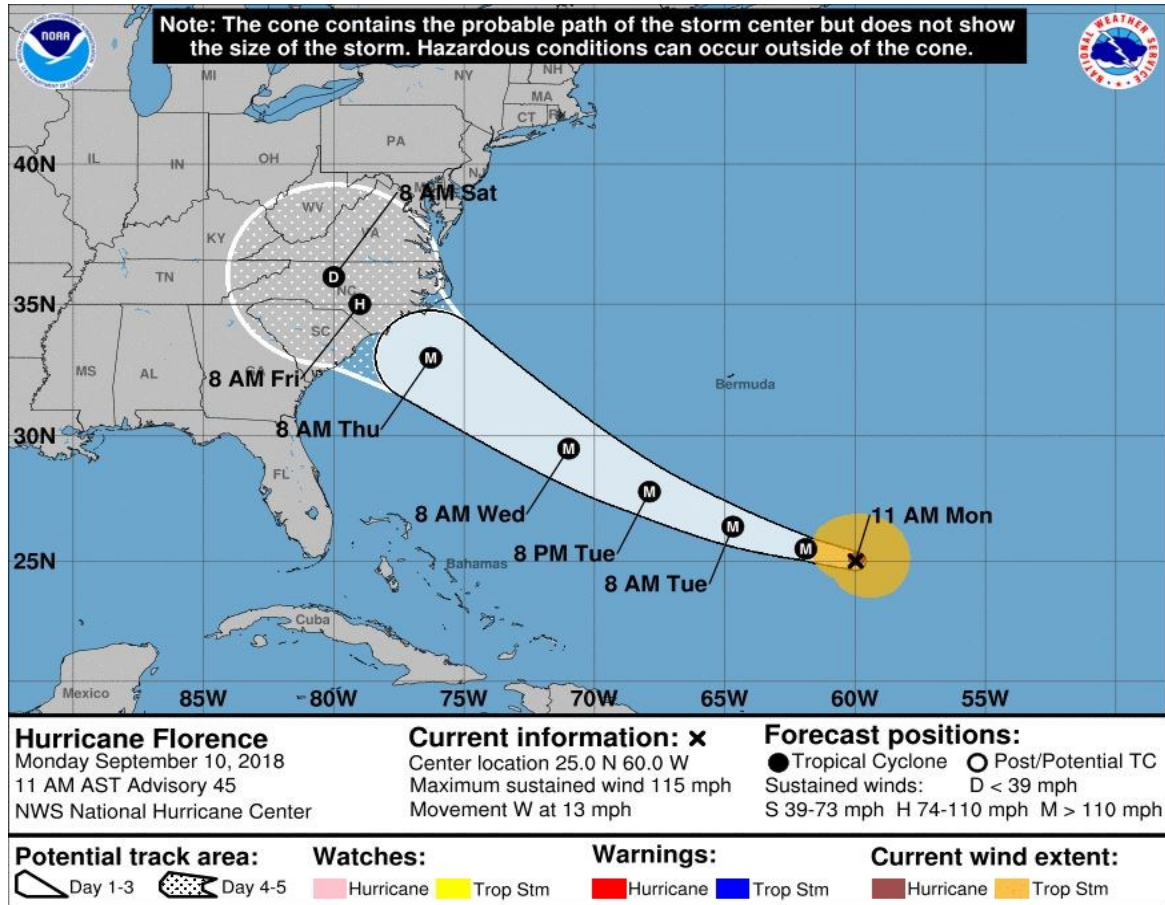 Note: The cone contains the probable path of the storm center but does not show
the size of the storm. Hazardous conditions can occur outside of the cone.
NOAA
NATIONAL WEATHER SERVICE
MI
NY
NH
MA
CT
RI
PA
NJ
40N
IL
IN
OH
8 AM Sat
WV
VA
KY
D
TN
NC
H
35N
SC
MS
AL
GA
8 AM Fri
M
Bermuda
8 AM Thu
30N
M
FL
8 AM Wed
M
11 AM Mon
M
8 PM Tue
M
25N
Bahamas
8 AM Tue
Cuba
Mexico
85W
80W
75W
70W
65W
60W
55W
Hurricane Florence
Monday September 10, 2018
11 AM AST Advisory 45
NWS National Hurricane Center
Current information: ×
Center location 25.0 N 60.0 W
Maximum sustained wind 115 mph
Movement W at 13 mph
Forecast positions:
Tropical Cyclone Post/Potential TC
Sustained winds: D < 39 mph
S 39-73 mph H 74-110 mph M > 110 mph
Potential track area:
Day 1-3 Day 4-5
Watches:
Hurricane Trop Stm
Warnings:
Hurricane Trop Stm
Current wind extent:
Hurricane Trop Stm